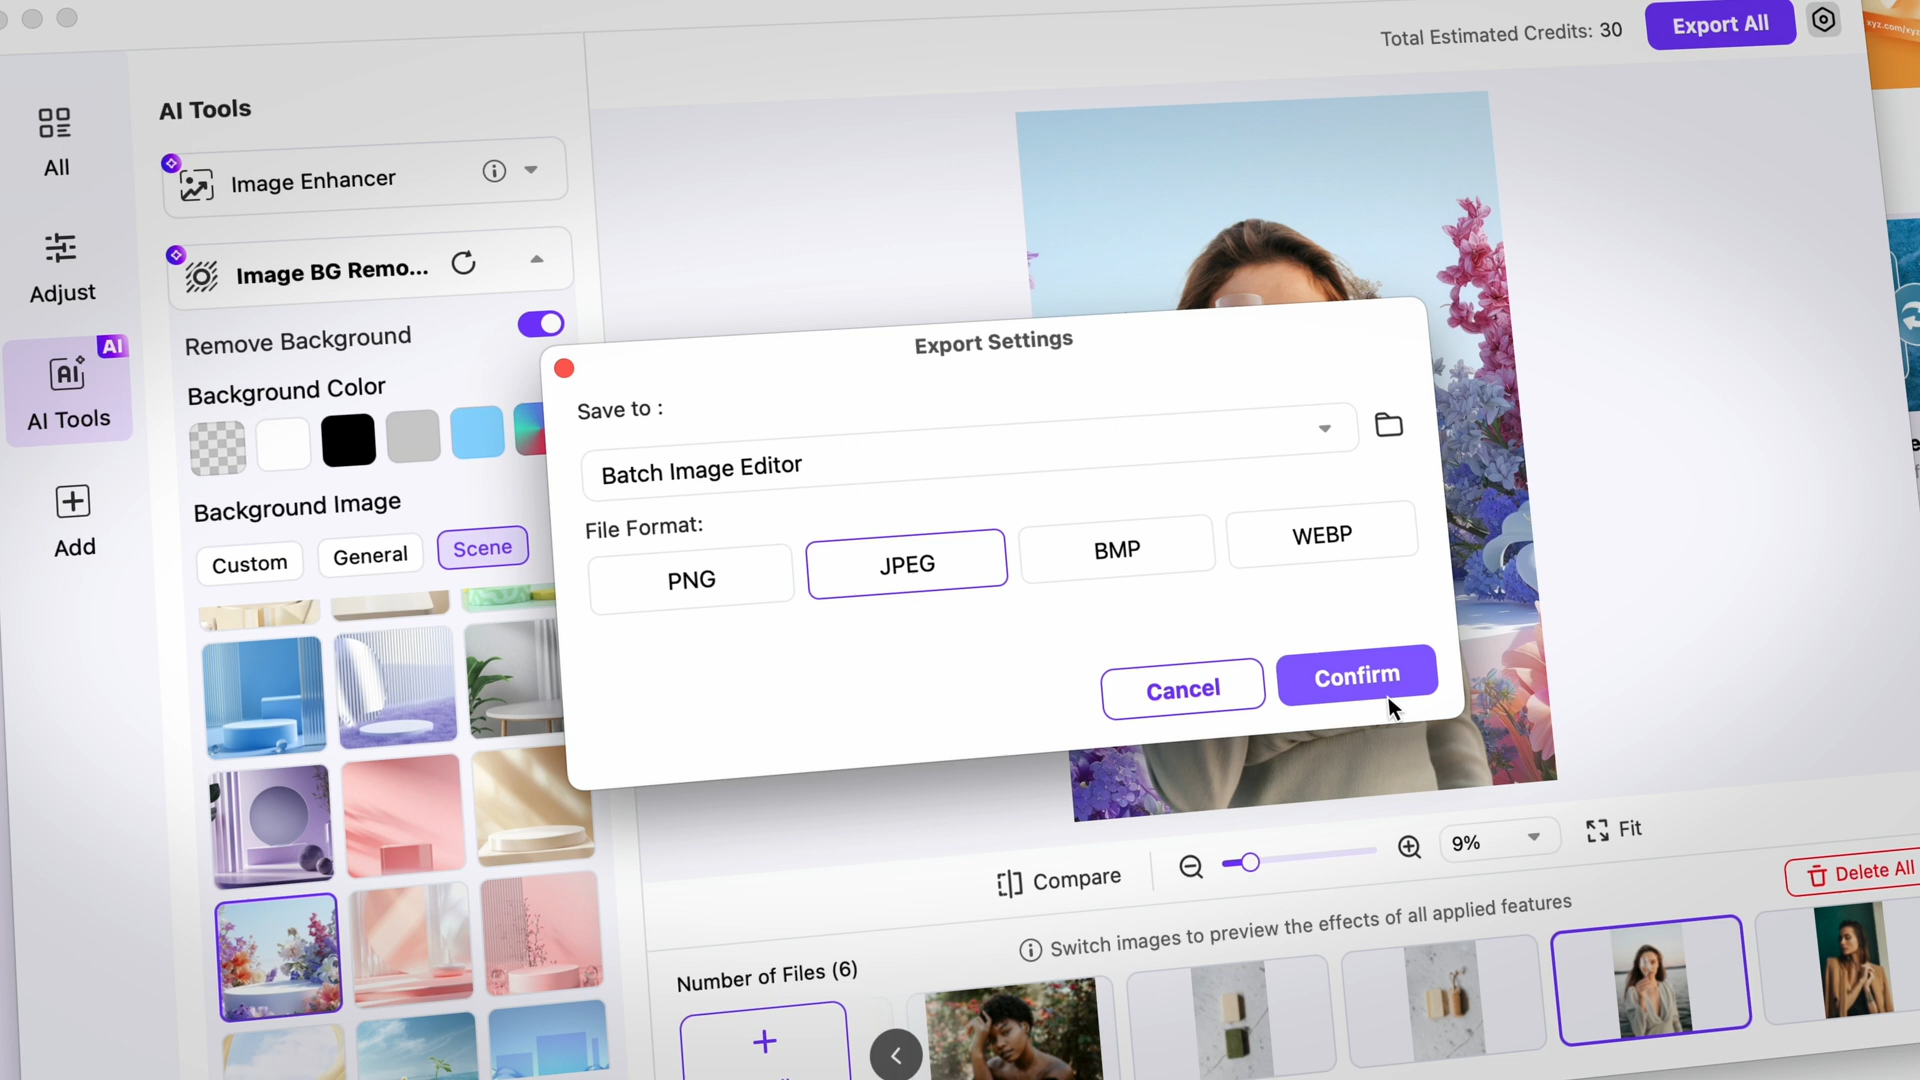 Total Estimated Credits: 30
Export All
xyz.com/xyz
AI Tools
All
Image Enhancer
Image BG Remo...
Adjust
Remove Background
AI
AI Tools
Background Color
Add
Background Image
Custom
General
Scene
Export Settings
Save to :
Batch Image Editor
File Format:
PNG
JPEG
BMP
WEBP
Cancel
Confirm
Compare
9%
Fit
Delete All
Switch images to preview the effects of all applied features
Number of Files (6)